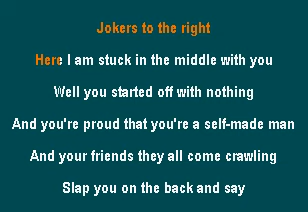 Jokers to the right
Here I am stuck in the middle with you
Well you started off with nothing
And you're proud that you're a self-made man
And your friends they all come crawling
Slap you on the back and say